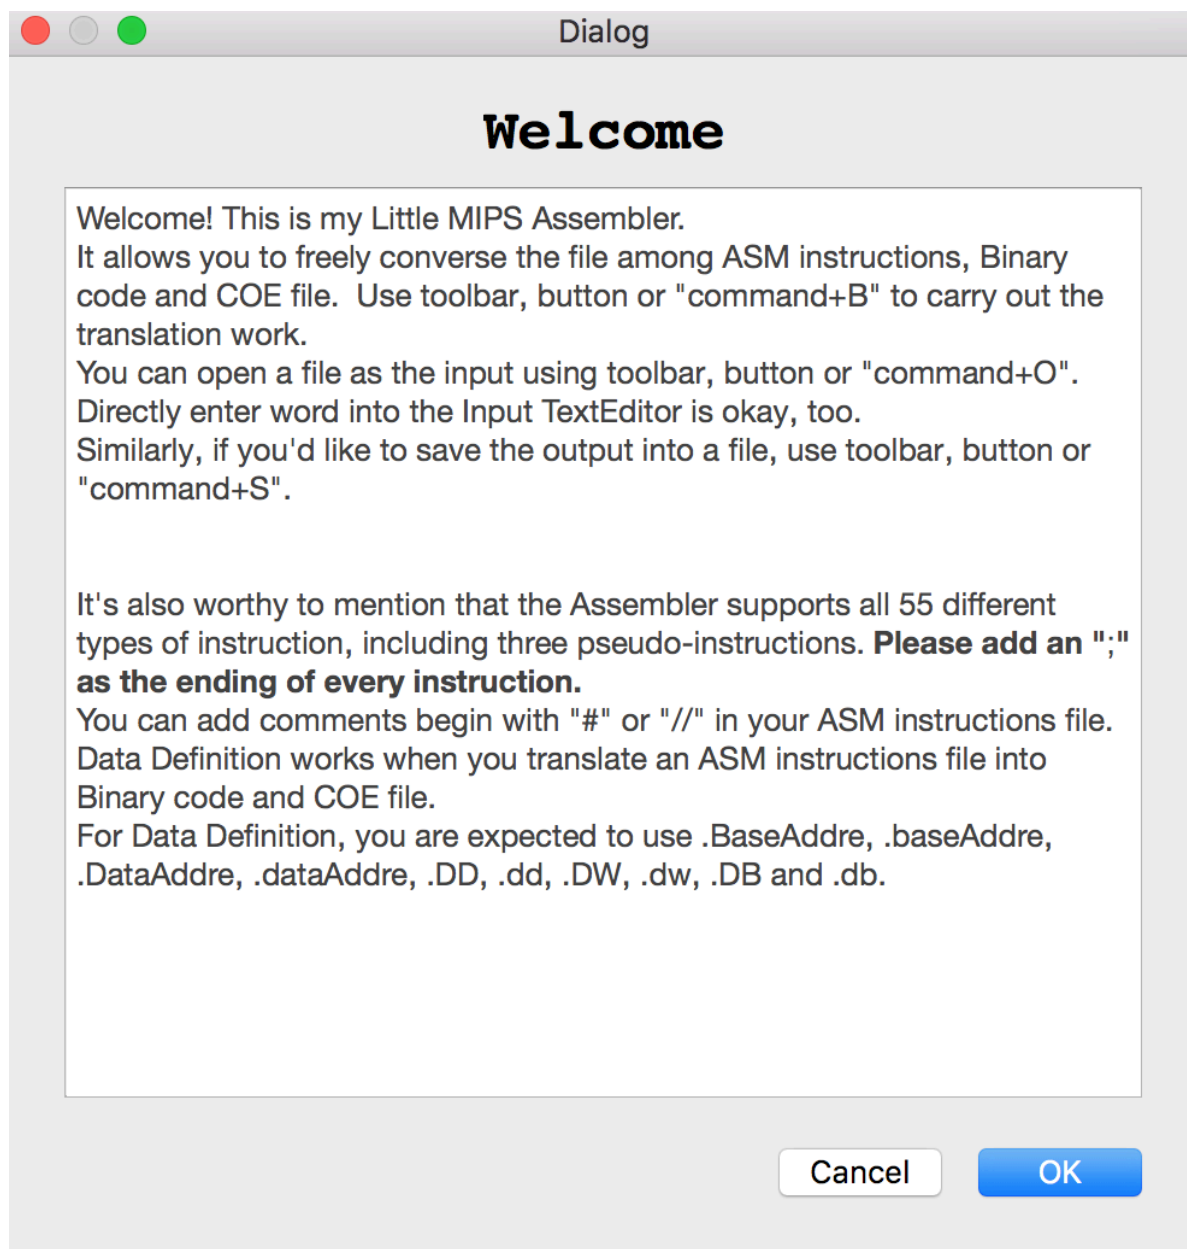 Dialog
Welcome
Welcome! This is my Little MIPS Assembler.
It allows you to freely converse the file among ASM instructions, Binary
code and COE file.  Use toolbar, button or "command+B" to carry out the
translation work.
You can open a file as the input using toolbar, button or "command+O".
Directly enter word into the Input TextEditor is okay, too.
Similarly, if you'd like to save the output into a file, use toolbar, button or
"command+S".
It's also worthy to mention that the Assembler supports all 55 different
types of instruction, including three pseudo-instructions. Please add an ";"
as the ending of every instruction.
You can add comments begin with "#" or "//" in your ASM instructions file.
Data Definition works when you translate an ASM instructions file into
Binary code and COE file.
For Data Definition, you are expected to use .BaseAddre, .baseAddre,
.DataAddre, .dataAddre, .DD, .dd, .DW, .dw, .DB and .db.
Cancel
OK